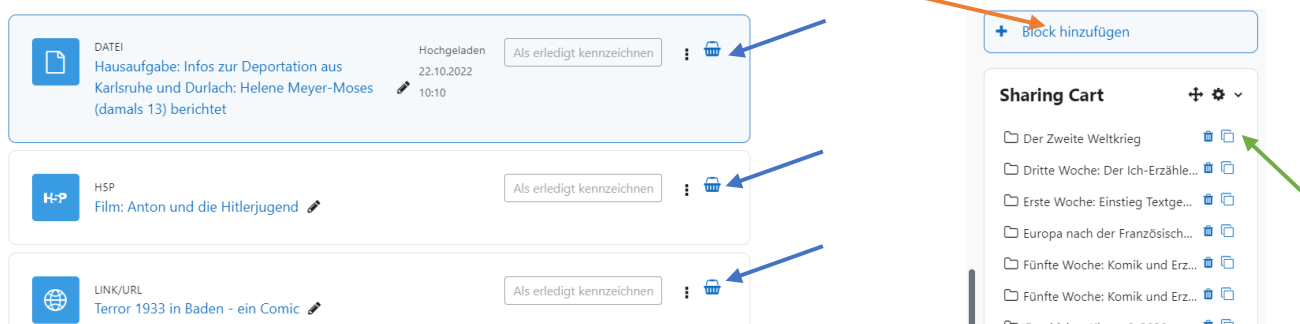 DATEI
Hausaufgabe: Infos zur Deportation aus
Karlsruhe und Durlach: Helene Meyer-Moses
(damals 13) berichtet
Hochgeladen
22.10.2022
10:10
Als erledigt kennzeichnen
H5P
H5P
Film: Anton und die Hitlerjugend
Als erledigt kennzeichnen
LINK/URL
Terror 1933 in Baden - ein Comic
Als erledigt kennzeichnen
+ Block hinzufügen
Sharing Cart
Der Zweite Weltkrieg
Dritte Woche: Der Ich-Erzähle...
Erste Woche: Einstieg Textge...
Europa nach der Französisch...
Fünfte Woche: Komik und Erz...
Fünfte Woche: Komik und Erz...